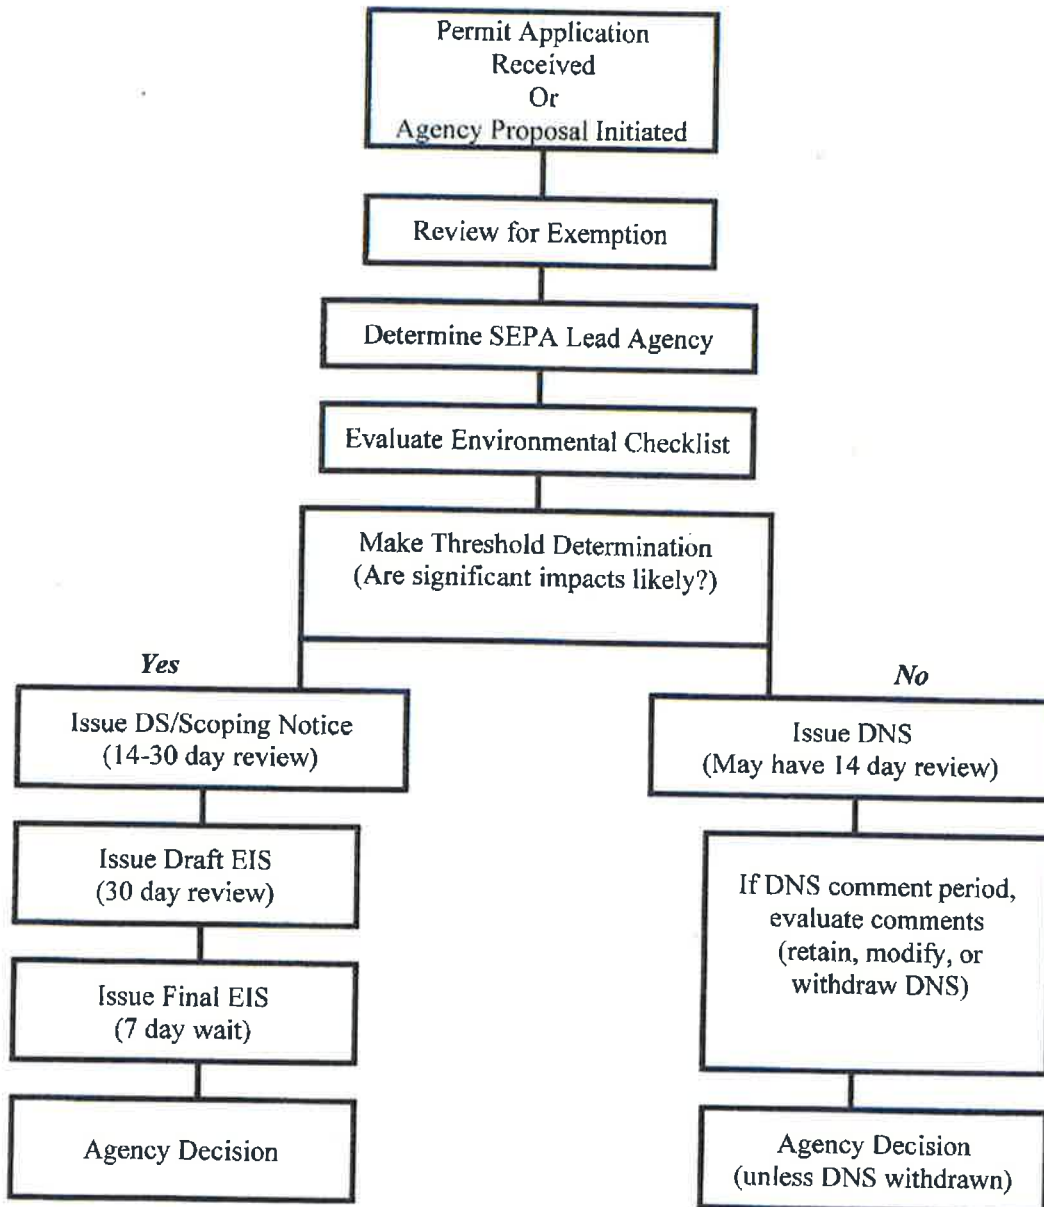 Permit Application
Received
Or
Agency Proposal Initiated
Review for Exemption
Determine SEPA Lead Agency
Evaluate Environmental Checklist
Make Threshold Determination
(Are significant impacts likely?)
Yes
No
Issue DS/Scoping Notice
(14-30 day review)
Issue DNS
(May have 14 day review)
Issue Draft EIS
(30 day review)
If DNS comment period,
evaluate comments
(retain, modify, or
withdraw DNS)
Issue Final EIS
(7 day wait)
Agency Decision
Agency Decision
(unless DNS withdrawn)